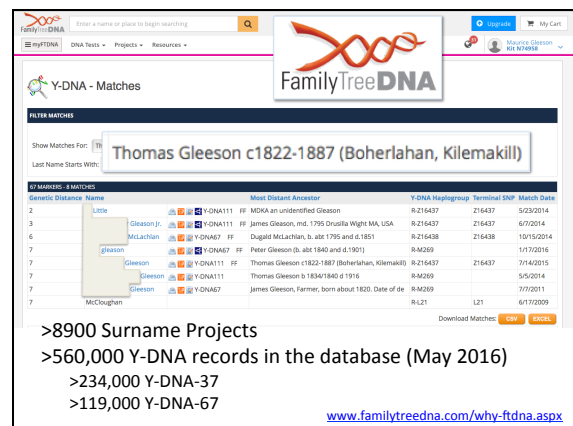 FamilyTreeDNA
Enter a name or place to begin searching
Upgrade
My Cart
myFTDNA DNA Tests Projects Resources
Maurice Gleeson
Kit N74958
FamilyTreeDNA
Y-DNA - Matches
FILTER MATCHES
Show Matches For:
Thomas Gleeson c1822-1887 (Boherlahan, Kilemakill)
Last Name Starts With:
67 MARKERS - 8 MATCHES
Genetic Distance Name Most Distant Ancestor Y-DNA Haplogroup Terminal SNP Match Date
2 Little Y-DNA111 FF MDKA an unidentified Gleeson R-Z16437 Z16437 5/23/2014
3 Gleason Jr. Y-DNA111 FF James Gleeson, md. 1795 Drusilla Wight MA, USA R-Z16437 Z16437 6/7/2014
6 McLachlan Y-DNA67 FF Dugald McLachlan, b. abt 1795 and d.1851 R-Z16438 Z16438 10/15/2014
7 gleason Y-DNA67 FF Peter Gleeson (b. abt 1840 and d.1901) R-M269 1/17/2016
7 Gleeson Y-DNA111 FF Thomas Gleeson c1822-1887 (Boherlahan, Kilemakill) R-Z16437 Z16437 7/14/2015
7 Gleeson Y-DNA111 Thomas Gleeson b 1834/1840 d 1916 R-M269 5/5/2014
7 Gleeson Y-DNA67 James Gleeson, Farmer, born about 1820. Date of de R-M269 7/7/2011
7 McCloughan R-L21 L21 6/17/2009
Download Matches: CSV EXCEL
>8900 Surname Projects
>560,000 Y-DNA records in the database (May 2016)
>234,000 Y-DNA-37
>119,000 Y-DNA-67
www.familytreedna.com/why-ftdna.aspx